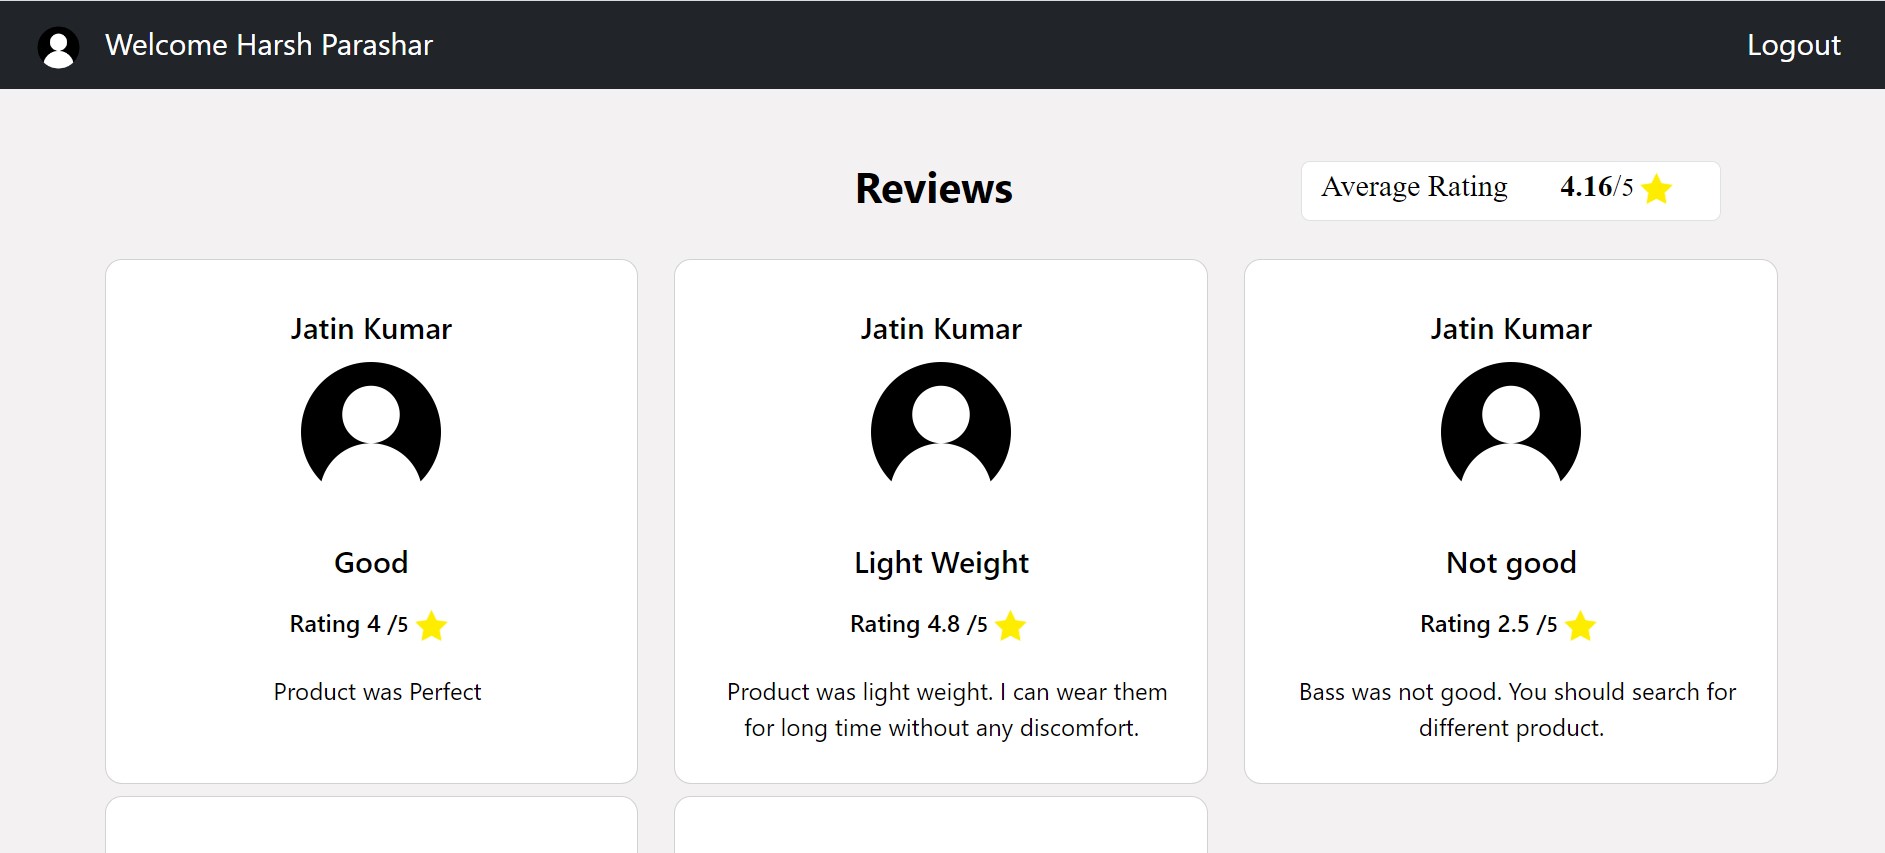 Welcome Harsh Parashar
Logout
Reviews
Average Rating 4.16/5
Jatin Kumar
Good
Rating 4 /5
Product was Perfect
Jatin Kumar
Light Weight
Rating 4.8 /5
Product was light weight. I can wear them
for long time without any discomfort.
Jatin Kumar
Not good
Rating 2.5 /5
Bass was not good. You should search for
different product.